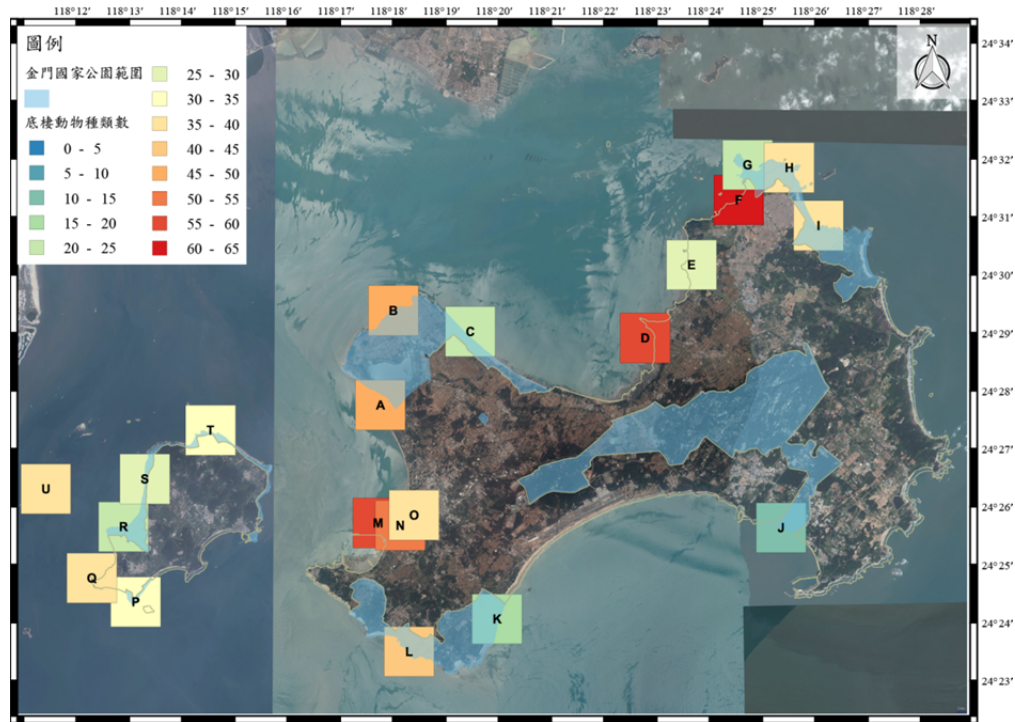 118°12' 118°13' 118°14' 118°15' 118°17' 118°18' 118°19' 118°20' 118°21' 118°22' 118°23' 118°24' 118°25' 118°26' 118°27' 118°28'
圖例
金門國家公園範圍
底棲動物種類數
0 - 5
5 - 10
10 - 15
15 - 20
20 - 25
25 - 30
30 - 35
35 - 40
40 - 45
45 - 50
50 - 55
55 - 60
60 - 65
N
24°34'
24°33'
24°32'
24°31'
24°30'
24°29'
24°28'
24°27'
24°26'
24°25'
24°24'
24°23'
G
H
F
I
E
B
C
D
A
T
S
U
R
M
N
O
J
Q
P
K
L